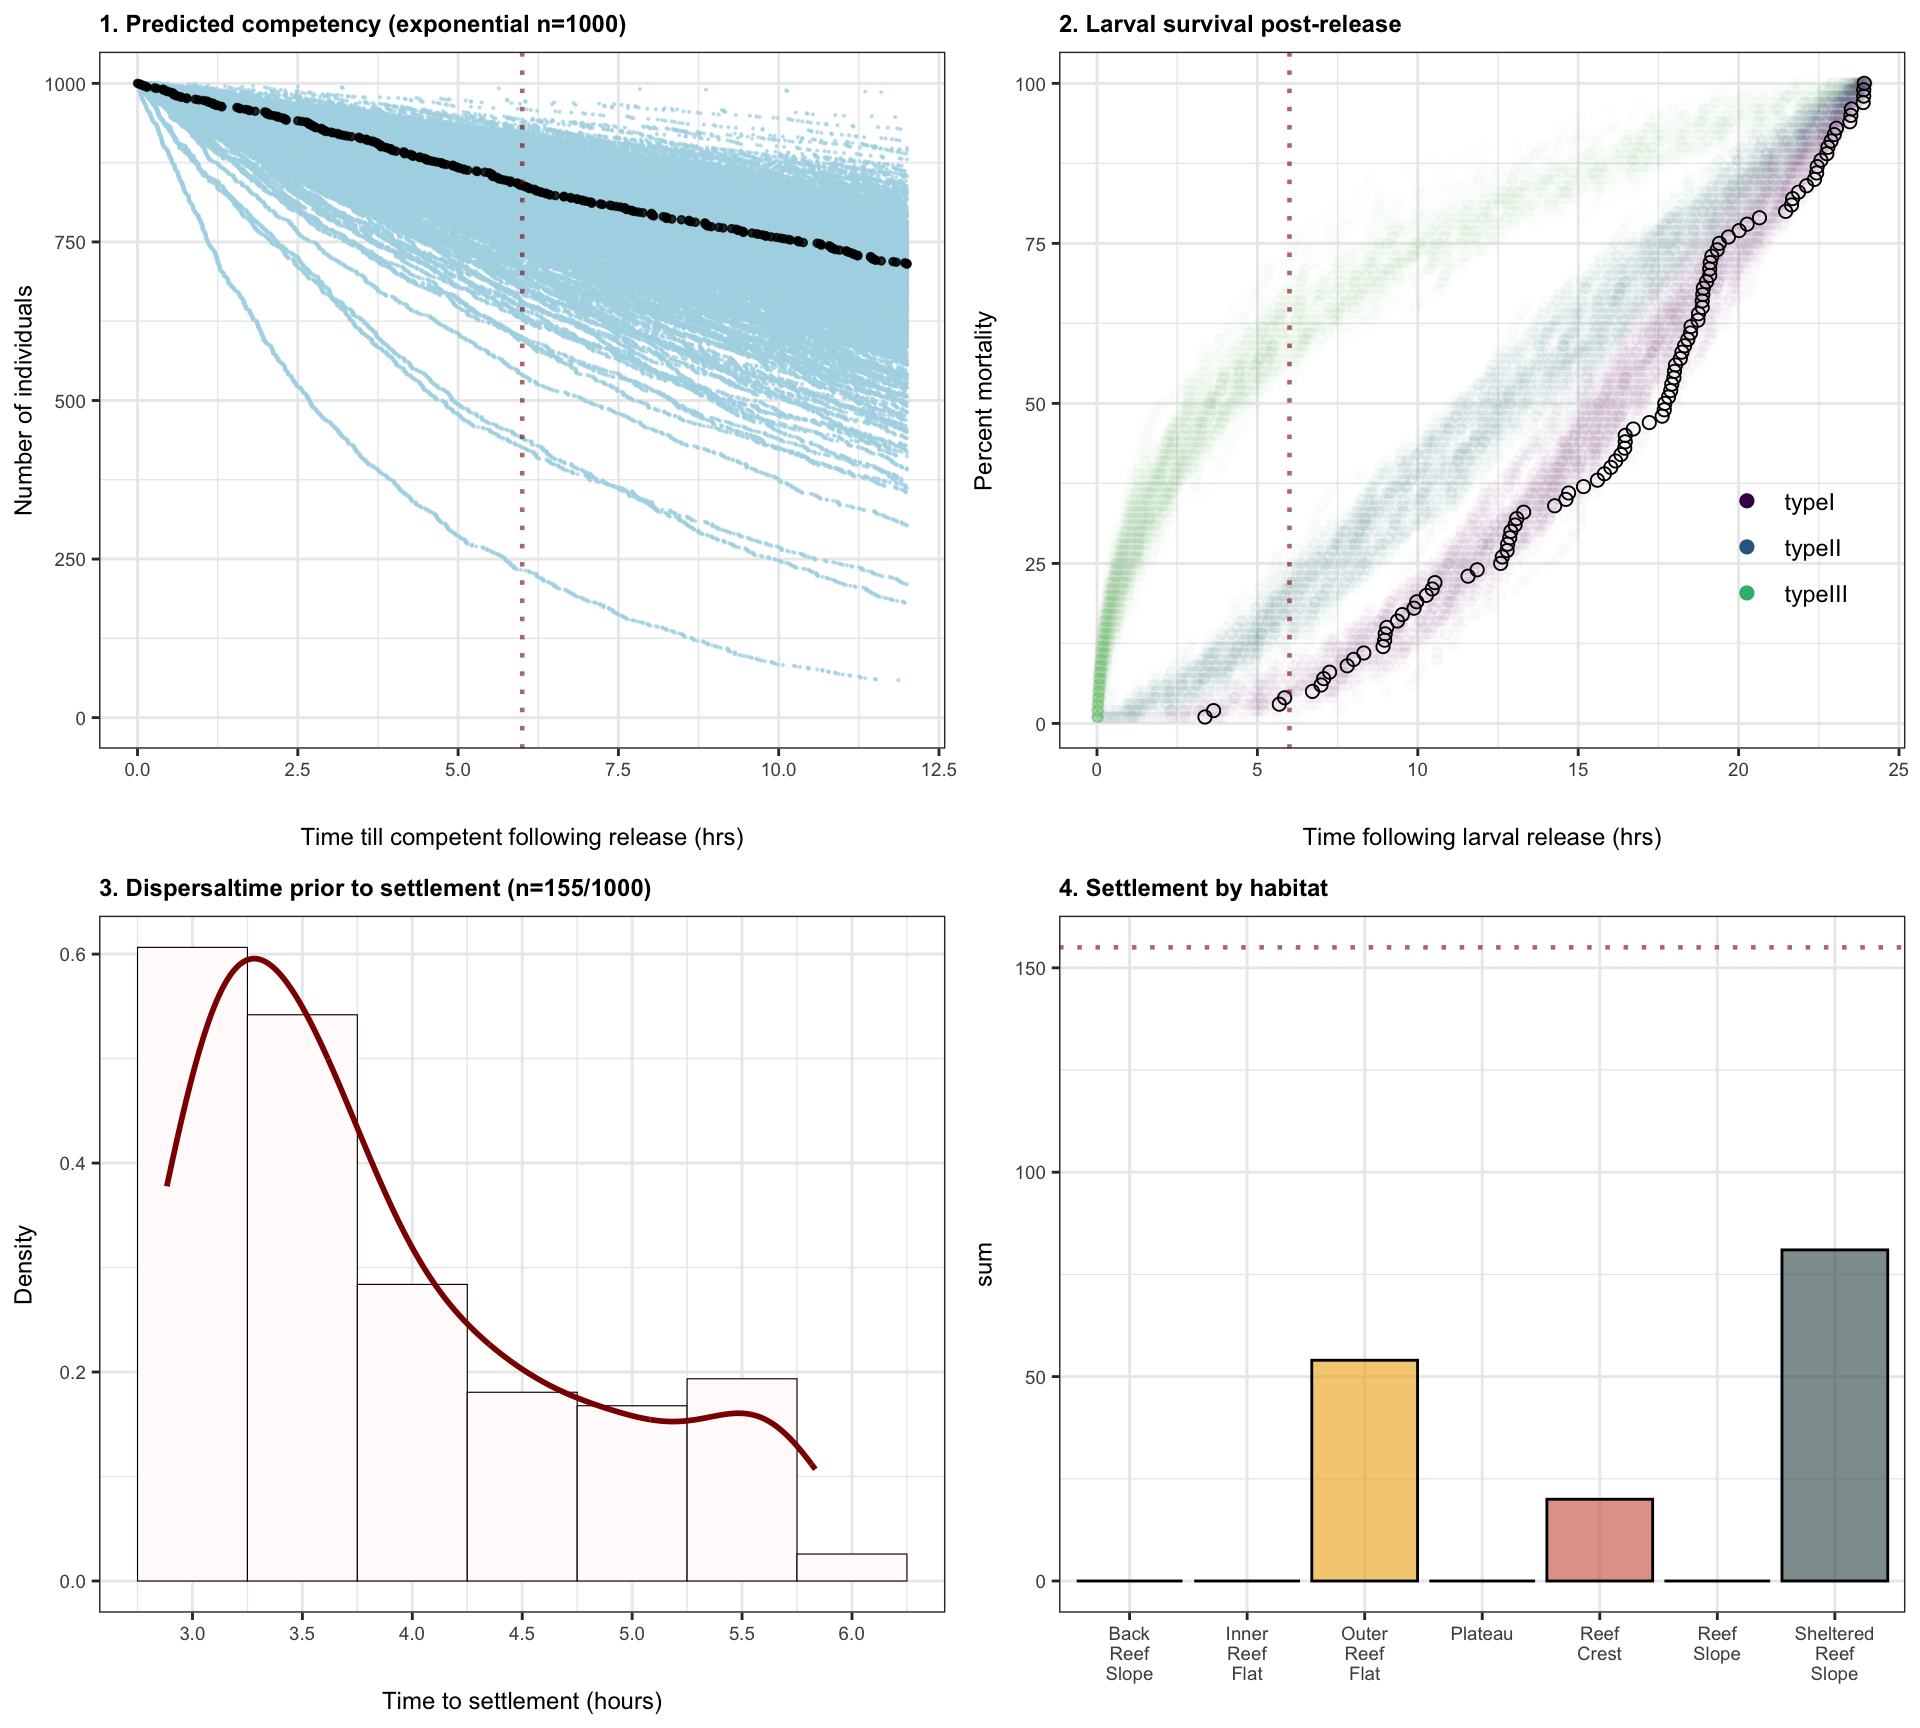 1. Predicted competency (exponential n=1000)
Number of individuals
1000
750
500
250
0
0.0 2.5 5.0 7.5 10.0 12.5
Time till competent following release (hrs)
2. Larval survival post-release
Percent mortality
100
75
50
25
0
typeI
typeII
typeIII
0 5 10 15 20 25
Time following larval release (hrs)
3. Dispersaltime prior to settlement (n=155/1000)
Density
0.6
0.4
0.2
0.0
3.0 3.5 4.0 4.5 5.0 5.5 6.0
Time to settlement (hours)
4. Settlement by habitat
sum
150
100
50
0
Back
Reef
Slope
Inner
Reef
Flat
Outer
Reef
Flat
Plateau
Reef
Crest
Reef
Slope
Sheltered
Reef
Slope